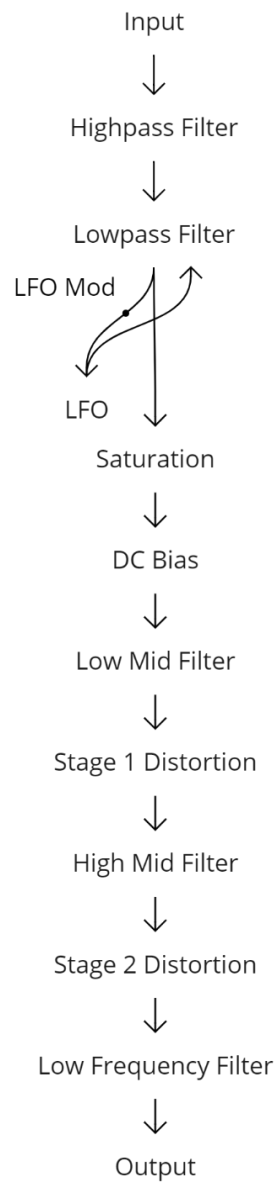 Input
Highpass Filter
Lowpass Filter
LFO Mod
LFO
Saturation
DC Bias
Low Mid Filter
Stage 1 Distortion
High Mid Filter
Stage 2 Distortion
Low Frequency Filter
Output